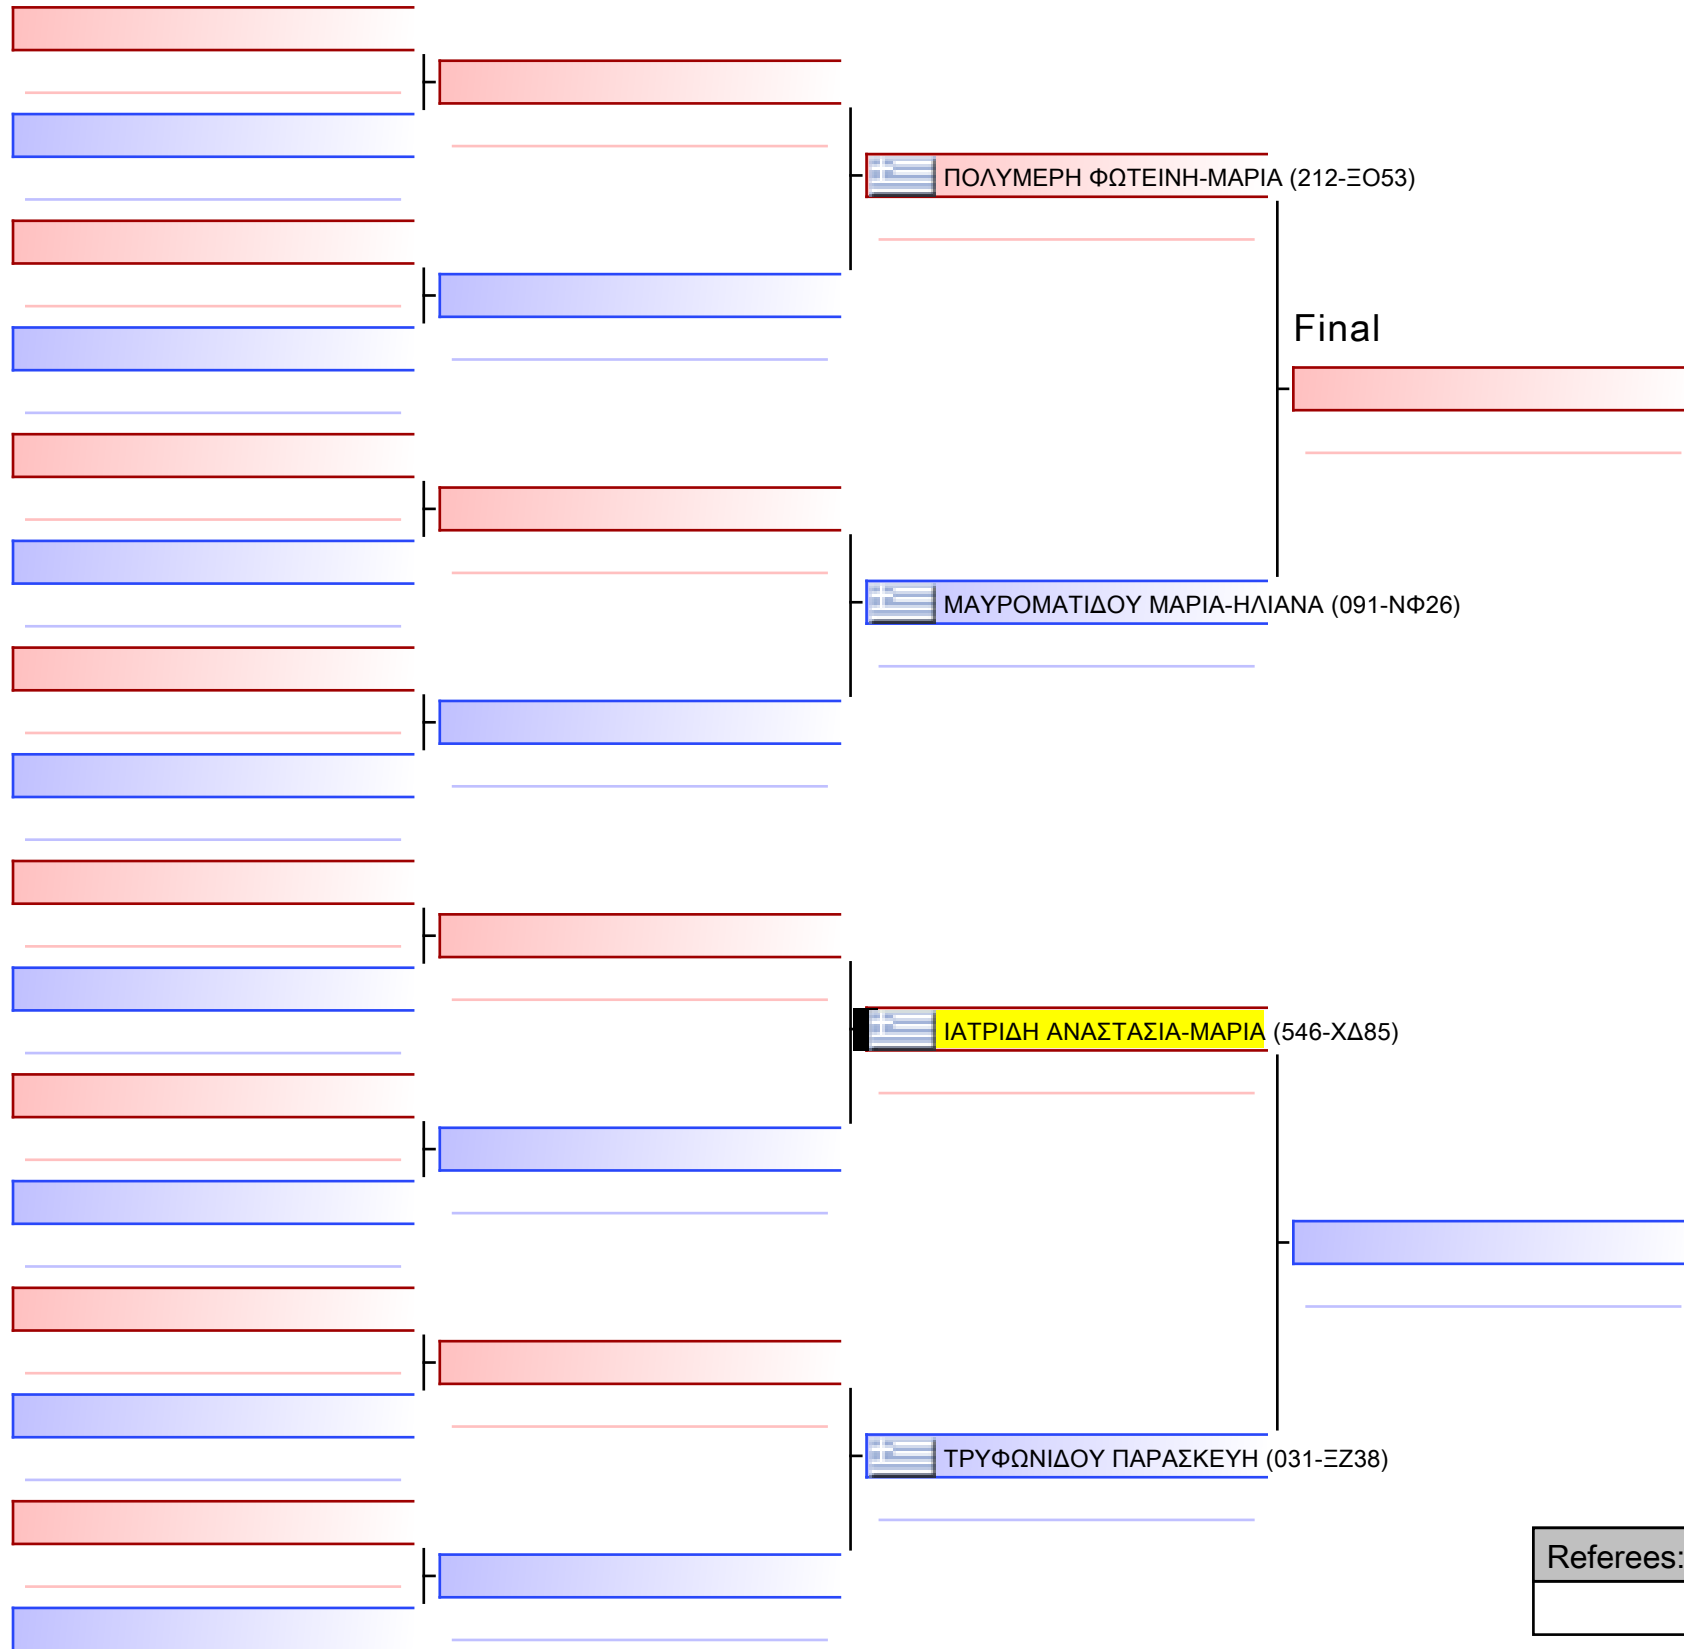 ΠΟΛΥΜΕΡΗ ΦΩΤΕΙΝΗ-ΜΑΡΙΑ (212-ΞΟ53)
Final
ΜΑΥΡΟΜΑΤΙΔΟΥ ΜΑΡΙΑ-ΗΛΙΑΝΑ (091-ΝΦ26)
ΙΑΤΡΙΔΗ ΑΝΑΣΤΑΣΙΑ-ΜΑΡΙΑ (546-ΧΔ85)
ΤΡΥΦΩΝΙΔΟΥ ΠΑΡΑΣΚΕΥΗ (031-ΞΖ38)
Referees: